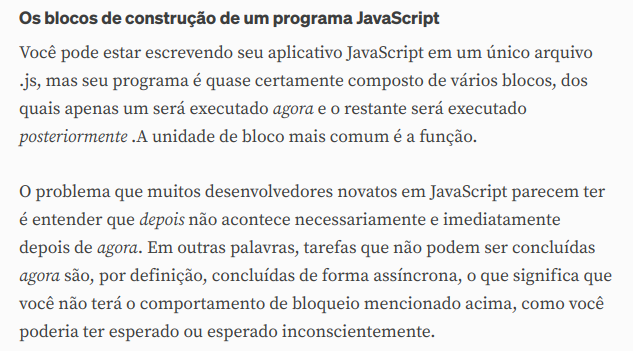 Os blocos de construção de um programa JavaScript
Você pode estar escrevendo seu aplicativo JavaScript em um único arquivo
.js, mas seu programa é quase certamente composto de vários blocos, dos
quais apenas um será executado agora e o restante será executado
posteriormente .A unidade de bloco mais comum é a função.
O problema que muitos desenvolvedores novatos em JavaScript parecem ter
é entender que depois não acontece necessariamente e imediatamente
depois de agora. Em outras palavras, tarefas que não podem ser concluídas
agora são, por definição, concluídas de forma assíncrona, o que significa que
você não terá o comportamento de bloqueio mencionado acima, como você
poderia ter esperado ou esperado inconscientemente.